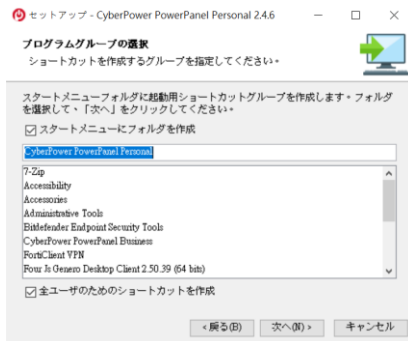 セットアップ - CyberPower PowerPanel Personal 2.4.6
プログラムグループの選択
ショートカットを作成するグループを指定してください。
スタートメニューフォルダに起動用ショートカットグループを作成します。フォルダ
を選択して、「次へ」をクリックしてください。
スタートメニューにフォルダを作成
CyberPower PowerPanel Personal
7-Zip
Accessibility
Accessories
Administrative Tools
Bitdefender Endpoint Security Tools
CyberPower PowerPanel Business
FortiClient VPN
Four Js Genero Desktop Client 2.50.39 (64 bits)
全ユーザのためのショートカットを作成
<戻る(B)
次へ(N)>
キャンセル